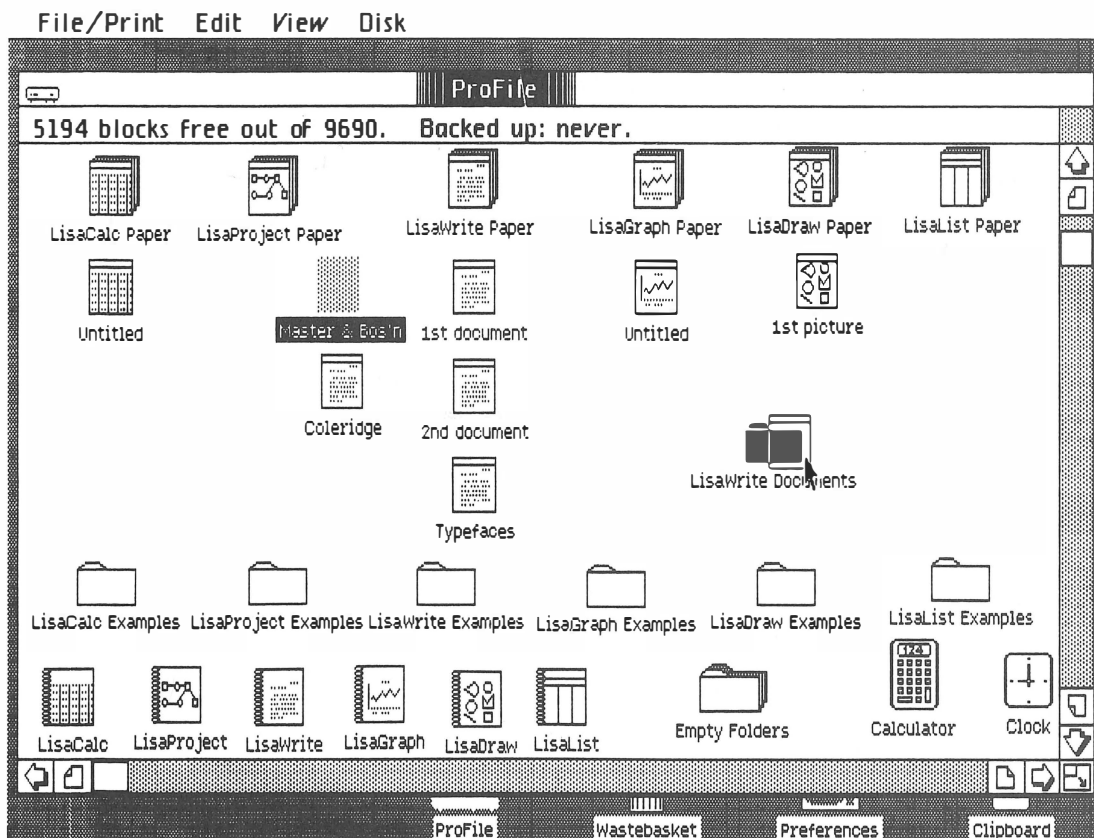 File/Print Edit View Disk
ProFile
5194 blocks free out of 9690. Backed up: never.
LisaCalc Paper LisaProject Paper LisaWrite Paper LisaGraph Paper LisaDraw Paper LisaList Paper
Untitled Master & Bos'n 1st document Untitled 1st picture
Coleridge 2nd document
LisaWrite Documents
Typefaces
LisaCalc Examples LisaProject Examples LisaWrite Examples LisaGraph Examples LisaDraw Examples LisaList Examples
124
LisaCalc LisaProject LisaWrite LisaGraph LisaDraw LisaList Empty Folders Calculator Clock
ProFile Wastebasket Preferences Clipboard